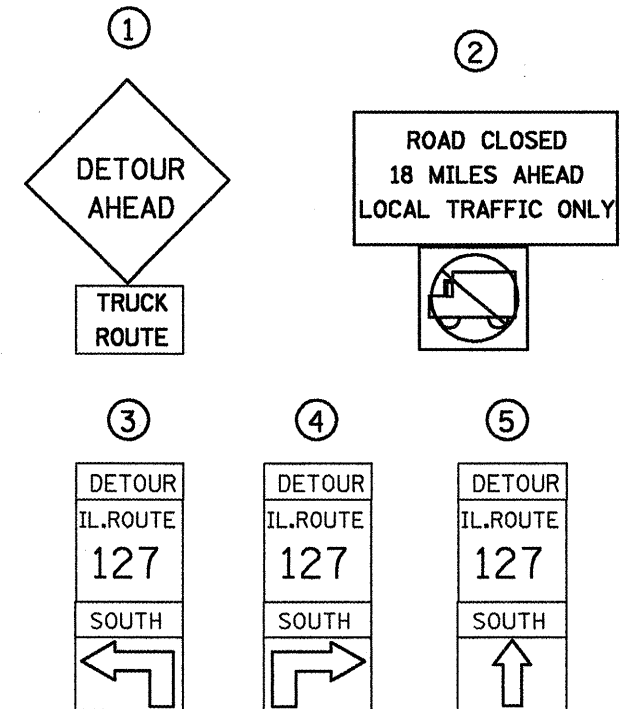 1
DETOUR
AHEAD
TRUCK
ROUTE
2
ROAD CLOSED
18 MILES AHEAD
LOCAL TRAFFIC ONLY
3
DETOUR
IL.ROUTE
127
SOUTH
4
DETOUR
IL.ROUTE
127
SOUTH
5
DETOUR
IL.ROUTE
127
SOUTH